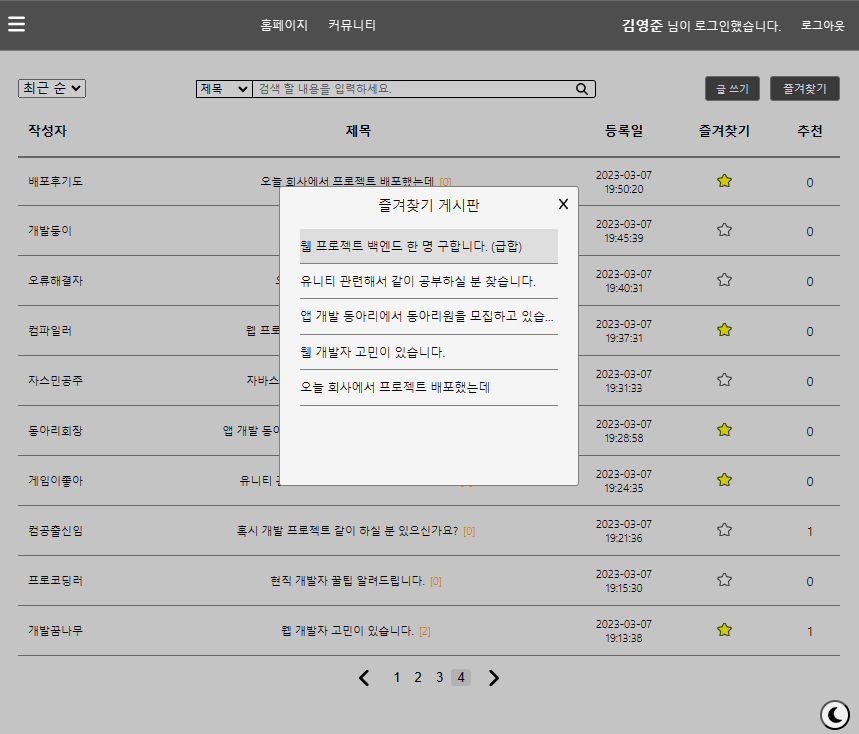 홈페이지 커뮤니티 김영준 님이 로그인했습니다. 로그아웃
최근 순 제목 검색 할 내용을 입력하세요. 글 쓰기 즐겨찾기
작성자 제목 등록일 즐겨찾기 추천
배포후기도 오늘 회사에서 프로젝트 배포했는데 [0] 2023-03-07 19:50:20 0
즐겨찾기 게시판 X
개발둥이 2023-03-07 19:45:39 0
웹 프로젝트 백엔드 한 명 구합니다. (급합)
오류해결자 2023-03-07 19:40:31 0
유니티 관련해서 같이 공부하실 분 찾습니다.
앱 개발 동아리에서 동아리원을 모집하고 있습...
컴파일러 웹 프로 2023-03-07 19:37:31 0
웹 개발자 고민이 있습니다.
자스민공주 자바스 2023-03-07 19:31:33 0
오늘 회사에서 프로젝트 배포했는데
동아리회장 앱 개발 동아 2023-03-07 19:28:58 0
게임이좋아 유니티 2023-03-07 19:24:35 0
컴공출신임 혹시 개발 프로젝트 같이 하실 분 있으신가요? [0] 2023-03-07 19:21:36 1
프로코딩러 현직 개발자 꿀팁 알려드립니다. [0] 2023-03-07 19:15:30 0
개발꿈나무 웹 개발자 고민이 있습니다. [2] 2023-03-07 19:13:38 1
1 2 3 4